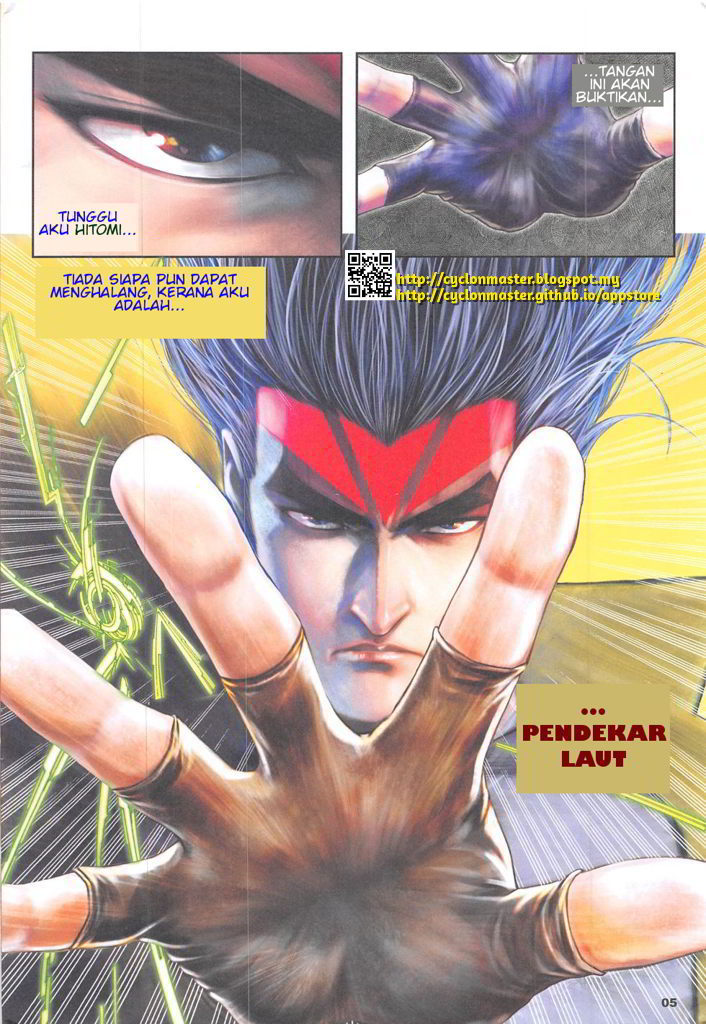 TUNGGU
AKU HITOMI...
...TANGAN
INI AKAN
BUKTIKAN...
TIADA SIAPA PUN DAPAT
MENGHALANG, KERANA AKU
ADALAH...
http://cyclonmaster.blogspot.my
http://cyclonmaster.github.io/appstore
...
PENDEKAR
LAUT
05